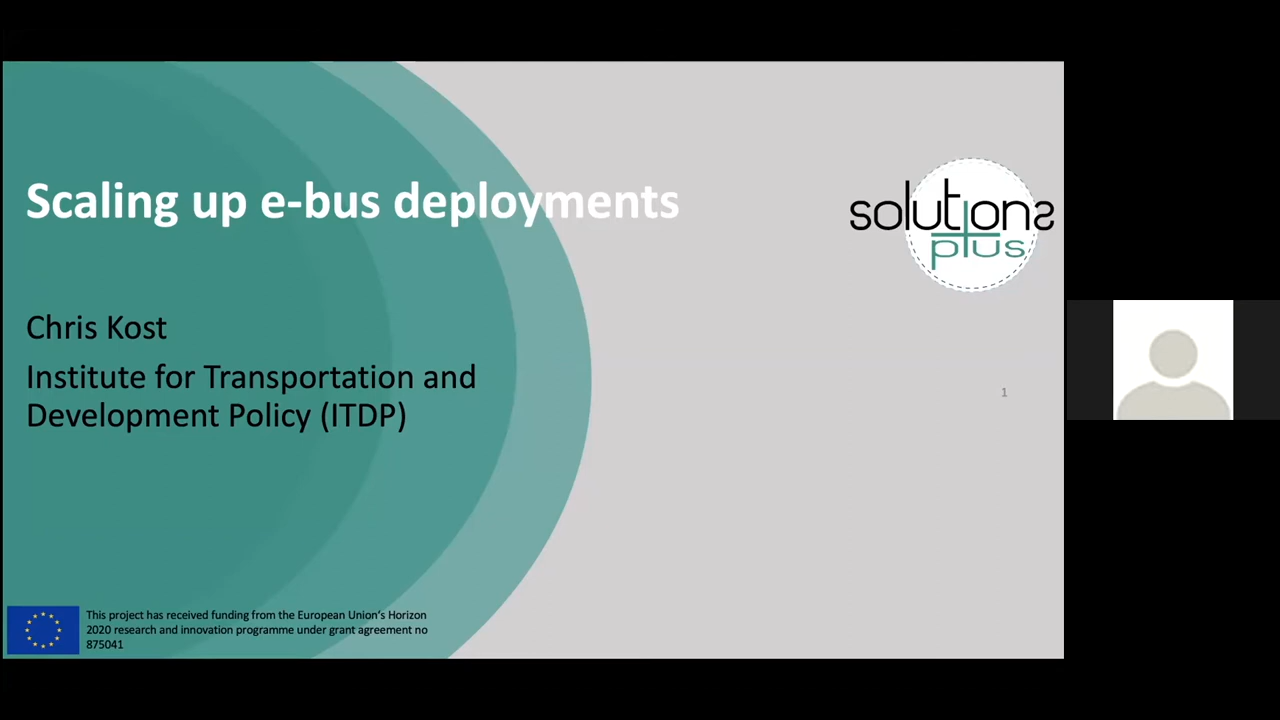 Scaling up e-bus deployments
solutions
plus
Chris Kost
Institute for Transportation and
Development Policy (ITDP)
1
This project has received funding from the European Union's Horizon
2020 research and innovation programme under grant agreement no
875041